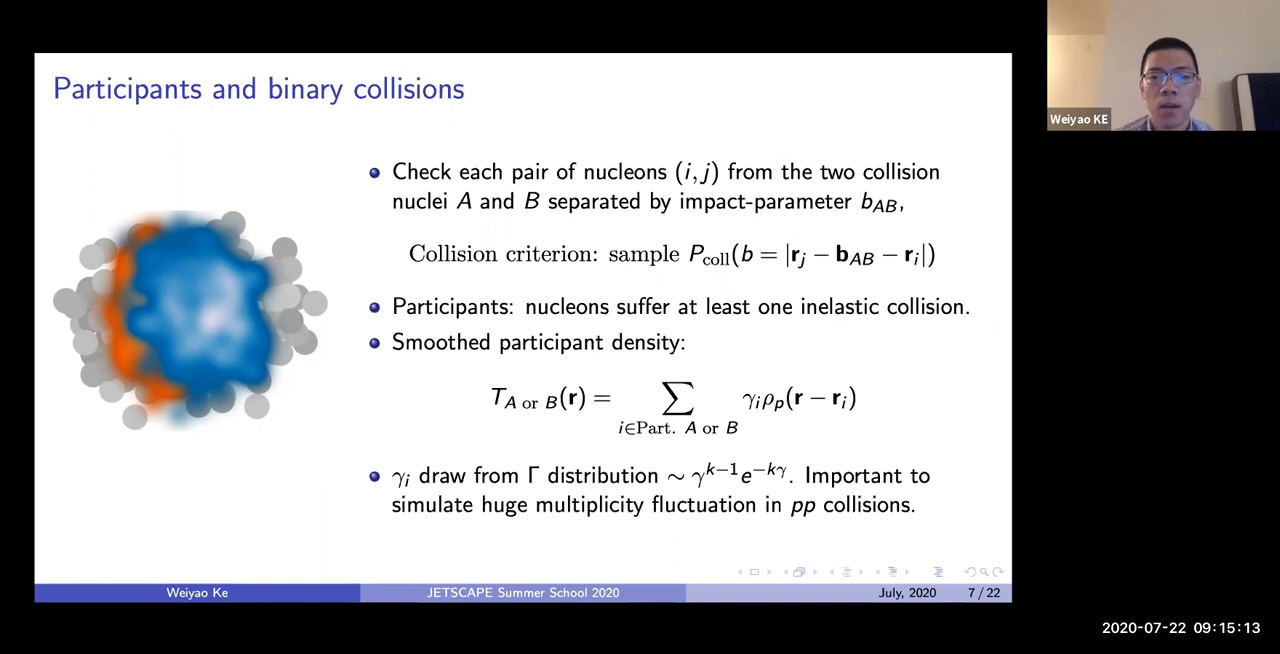 Participants and binary collisions
Weiyao KE
• Check each pair of nucleons (i, j) from the two collision
nuclei A and B separated by impact-parameter b_AB,
Collision criterion: sample P_coll(b = |r_j − b_AB − r_i|)
• Participants: nucleons suffer at least one inelastic collision.
• Smoothed participant density:
T_{A or B}(r) = ∑_{i∈Part. A or B} γ_i ρ_p(r − r_i)
• γ_i draw from Γ distribution ∼ γ^{k−1}e^{−kγ}. Important to
simulate huge multiplicity fluctuation in pp collisions.
Weiyao Ke JETSCAPE Summer School 2020 July, 2020 7 / 22
2020-07-22 09:15:13